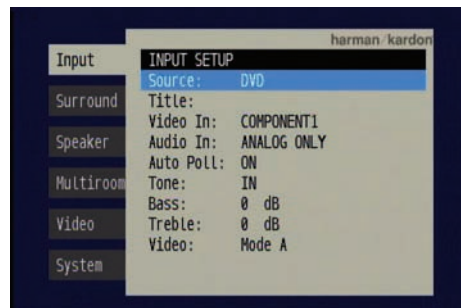 harman/kardon
Input
Surround
Speaker
Multiroom
Video
System
INPUT SETUP
Source: DVD
Title:
Video In: COMPONENT1
Audio In: ANALOG ONLY
Auto Poll: ON
Tone: IN
Bass: 0 dB
Treble: 0 dB
Video: Mode A